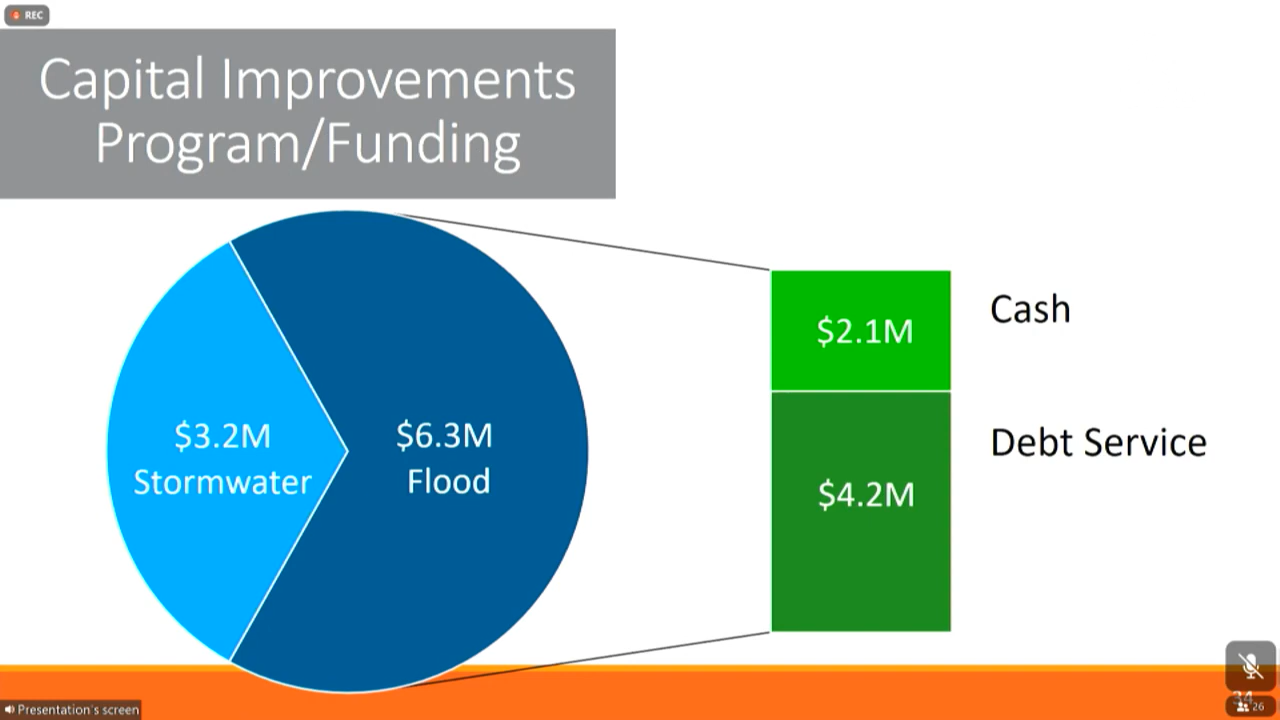 REC
Capital Improvements
Program/Funding
$3.2M
Stormwater
$6.3M
Flood
$2.1M
Cash
$4.2M
Debt Service
34
26
Presentation's screen